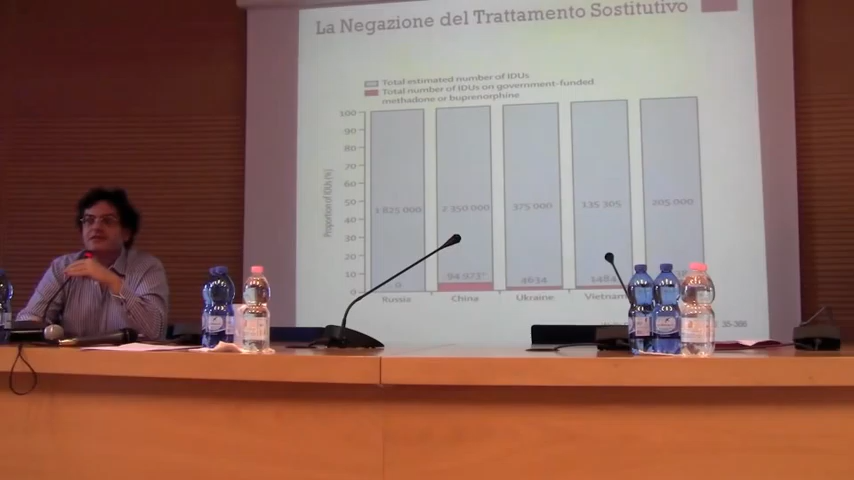 La Negazione del Trattamento Sostitutivo
Total estimated number of IDUs
Total number of IDUs on government-funded
methadone or buprenorphine
Proportion of IDUs (%)
100
90
80
70
60
50
40
30
20
10
0
1 825 000
2 350 000
375 000
135 305
205 000
0
94 973*
4634
1484
Russia
China
Ukraine
Vietnam